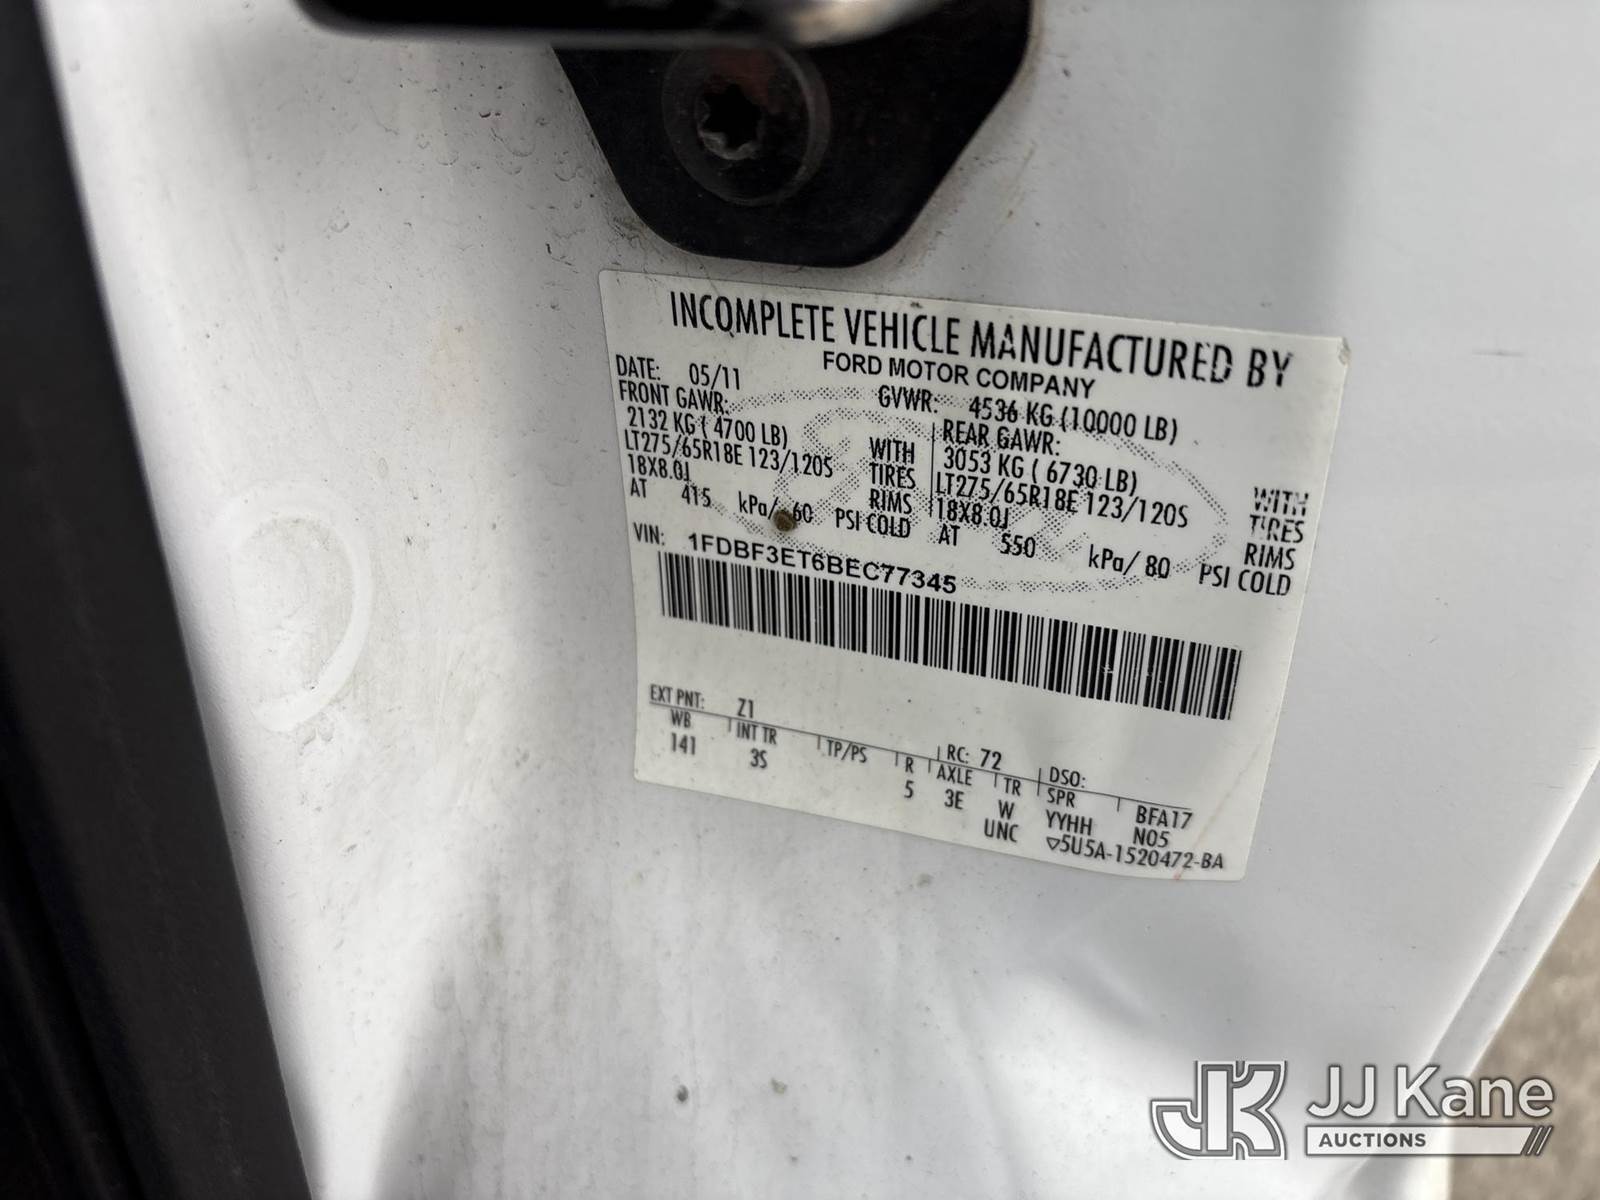 INCOMPLETE VEHICLE MANUFACTURED BY
FORD MOTOR COMPANY
DATE: 05/11 GVWR: 4536 KG (10000 LB)
FRONT GAWR: REAR GAWR:
2132 KG ( 4700 LB) WITH 3053 KG ( 6730 LB) WITH
LT275/65R18E 123/120S TIRES LT275/65R18E 123/120S TIRES
18X8.0J RIMS 18X8.0J RIMS
AT 415 kPa/ 60 PSI COLD AT 550 kPa/ 80 PSI COLD
VIN: 1FDBF3ET6BEC77345
EXT PNT: Z1 RC: 72 DSO:
WB INT TR TP/PS R AXLE TR SPR BFA17
141 3S 5 3E W YYHH N05
UNC ▽5U5A-1520472-BA
JK JJ Kane
AUCTIONS